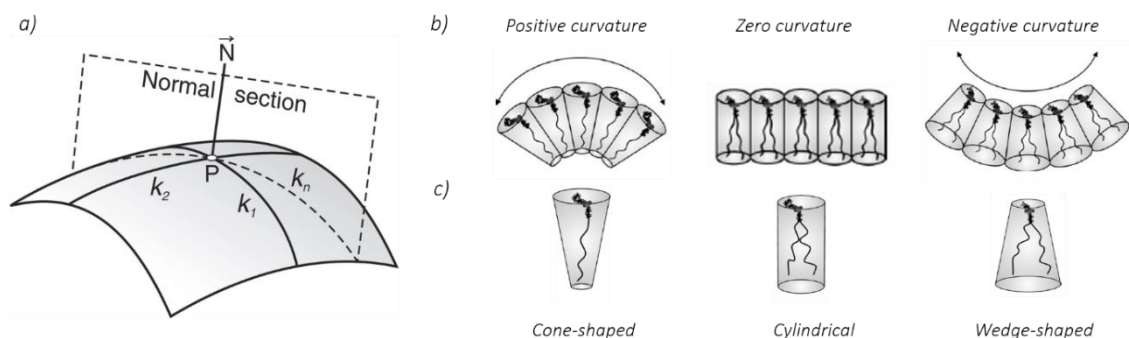 a)
N
Normal section
P
k2
k1
kn
b)
Positive curvature
Zero curvature
Negative curvature
c)
Cone-shaped
Cylindrical
Wedge-shaped